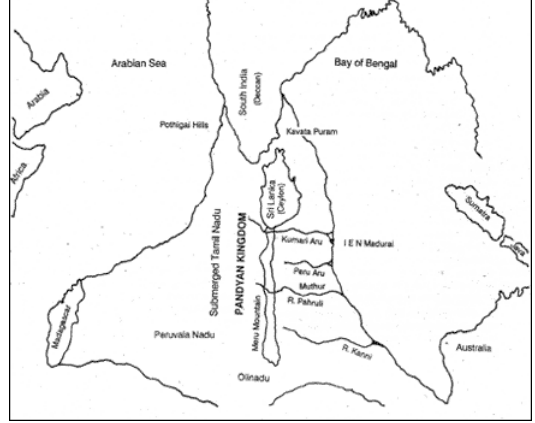 Arabian Sea
Bay of Bengal
South India
(Deccan)
Arabia
Pothigai Hills
Kavata Puram
Africa
Sri Lanka
(Ceylon)
Sumatra
Java
Submerged Tamil Nadu
PANDYAN KINGDOM
Kumari Aru
I E N Madurai
Peru Aru
Muthur
R. Pahruli
Meru Mountain
Madagascar
Peruvala Nadu
R. Kanni
Australia
Olinadu